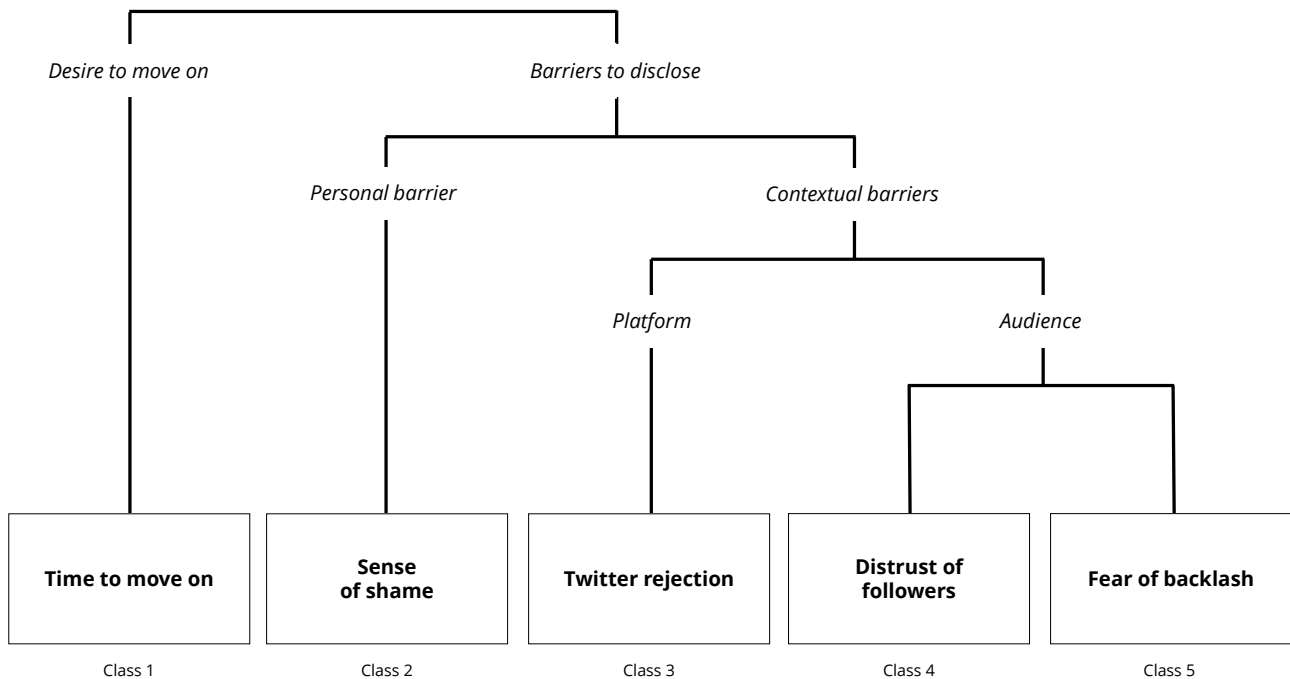 Desire to move on
Barriers to disclose
Personal barrier
Contextual barriers
Platform
Audience
Time to move on
Sense
of shame
Twitter rejection
Distrust of
followers
Fear of backlash
Class 1
Class 2
Class 3
Class 4
Class 5